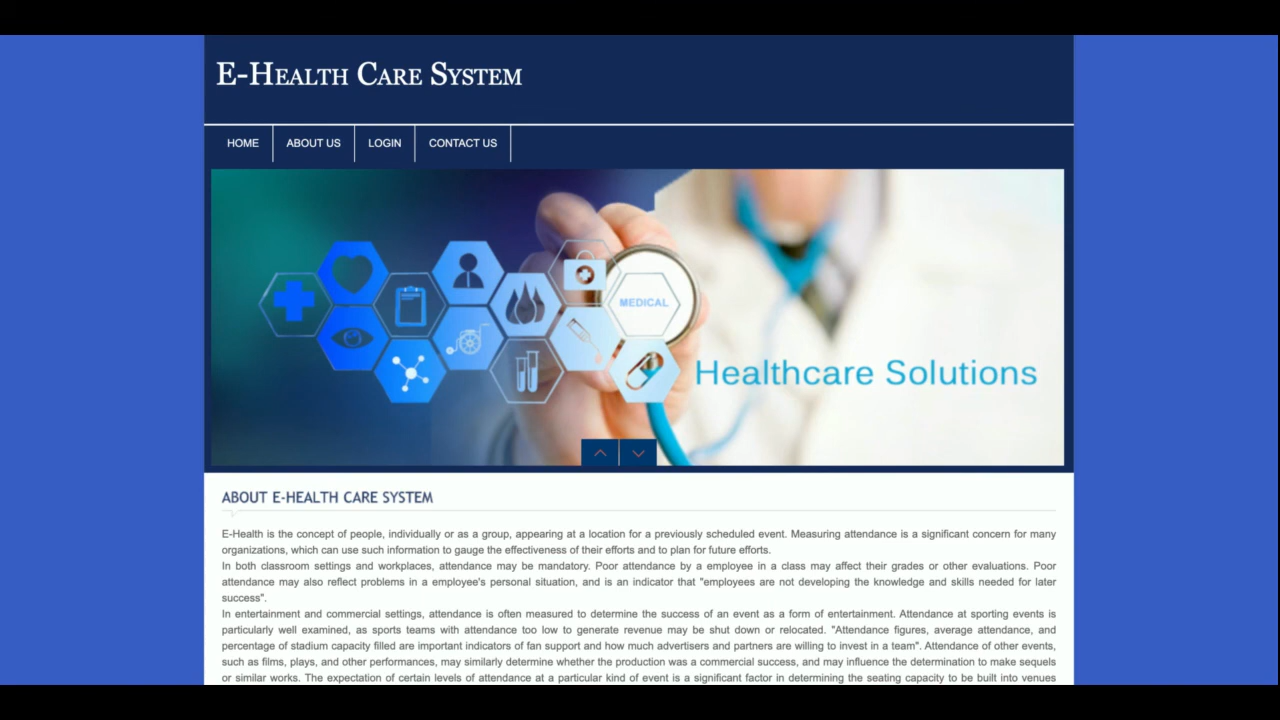 E-Health Care System
HOME ABOUT US LOGIN CONTACT US
MEDICAL
Healthcare Solutions
ABOUT E-HEALTH CARE SYSTEM
E-Health is the concept of people, individually or as a group, appearing at a location for a previously scheduled event. Measuring attendance is a significant concern for many
organizations, which can use such information to gauge the effectiveness of their efforts and to plan for future efforts.
In both classroom settings and workplaces, attendance may be mandatory. Poor attendance by a employee in a class may affect their grades or other evaluations. Poor
attendance may also reflect problems in a employee's personal situation, and is an indicator that "employees are not developing the knowledge and skills needed for later
success".
In entertainment and commercial settings, attendance is often measured to determine the success of an event as a form of entertainment. Attendance at sporting events is
particularly well examined, as sports teams with attendance too low to generate revenue may be shut down or relocated. "Attendance figures, average attendance, and
percentage of stadium capacity filled are important indicators of fan support and how much advertisers and partners are willing to invest in a team". Attendance of other events,
such as films, plays, and other performances, may similarly determine whether the production was a commercial success, and may influence the determination to make sequels
or similar works. The expectation of certain levels of attendance at a particular kind of event is a significant factor in determining the seating capacity to be built into venues